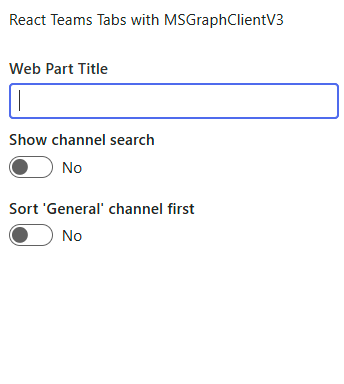 React Teams Tabs with MSGraphClientV3
Web Part Title
Show channel search
No
Sort 'General' channel first
No